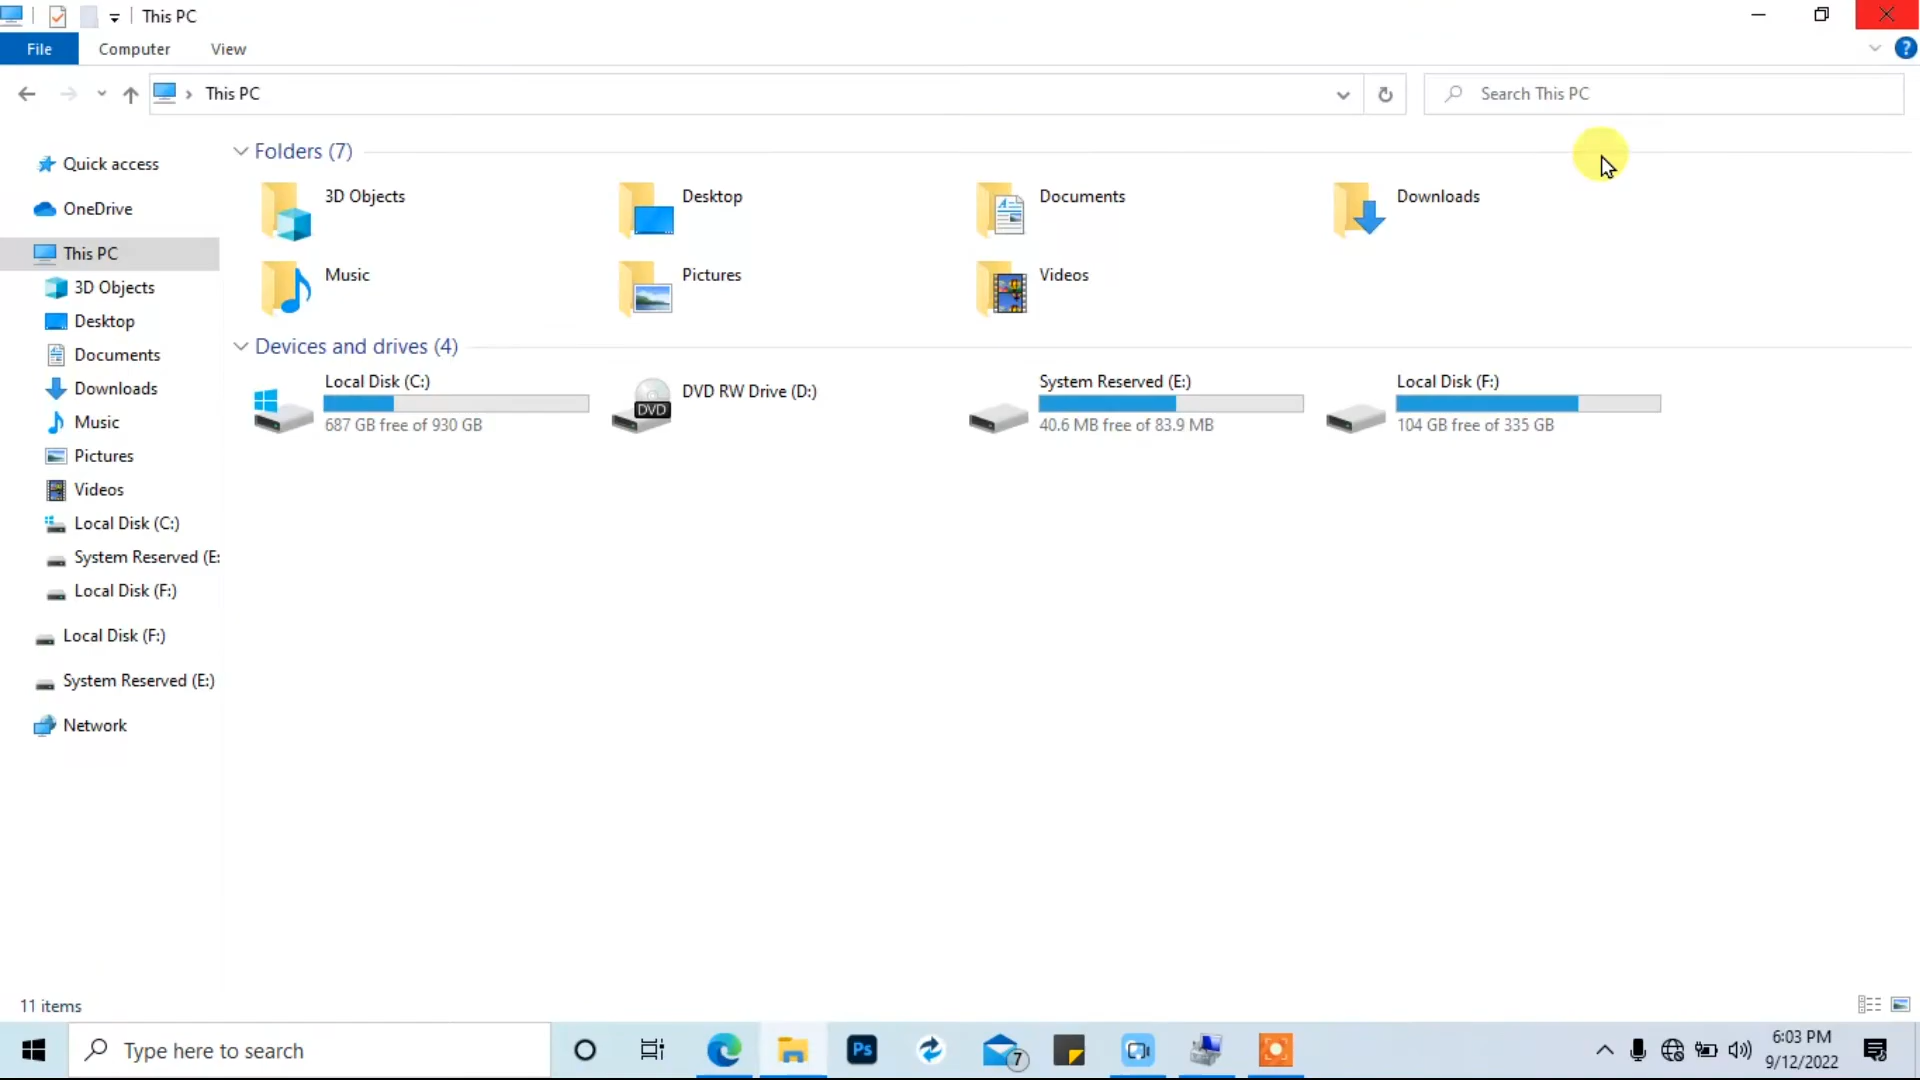 This PC
File Computer View
This PC
Search This PC
Quick access
OneDrive
This PC
3D Objects
Desktop
Documents
Downloads
Music
Pictures
Videos
Local Disk (C:)
System Reserved (E:
Local Disk (F:)
Local Disk (F:)
System Reserved (E:)
Network
Folders (7)
3D Objects
Desktop
Documents
Downloads
Music
Pictures
Videos
Devices and drives (4)
Local Disk (C:)
687 GB free of 930 GB
DVD
DVD RW Drive (D:)
System Reserved (E:)
40.6 MB free of 83.9 MB
Local Disk (F:)
104 GB free of 335 GB
11 items
Type here to search
Ps
7
6:03 PM
9/12/2022